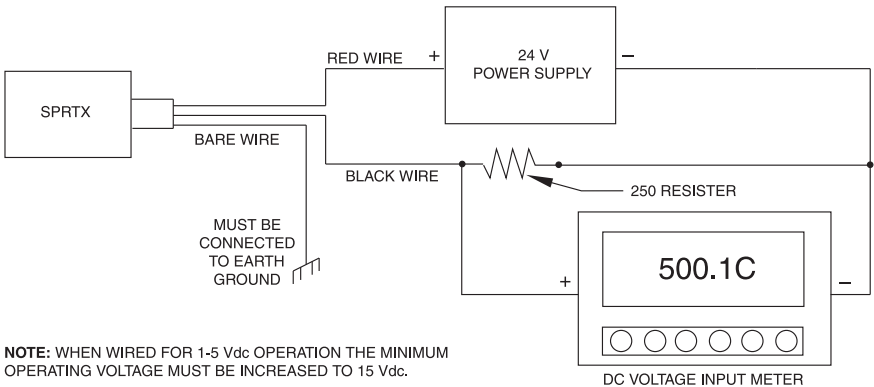 24 V
POWER SUPPLY
RED WIRE
+
–
SPRTX
BARE WIRE
BLACK WIRE
250 RESISTER
MUST BE
CONNECTED
TO EARTH
GROUND
500.1C
+
–
NOTE: WHEN WIRED FOR 1-5 Vdc OPERATION THE MINIMUM
OPERATING VOLTAGE MUST BE INCREASED TO 15 Vdc.
DC VOLTAGE INPUT METER